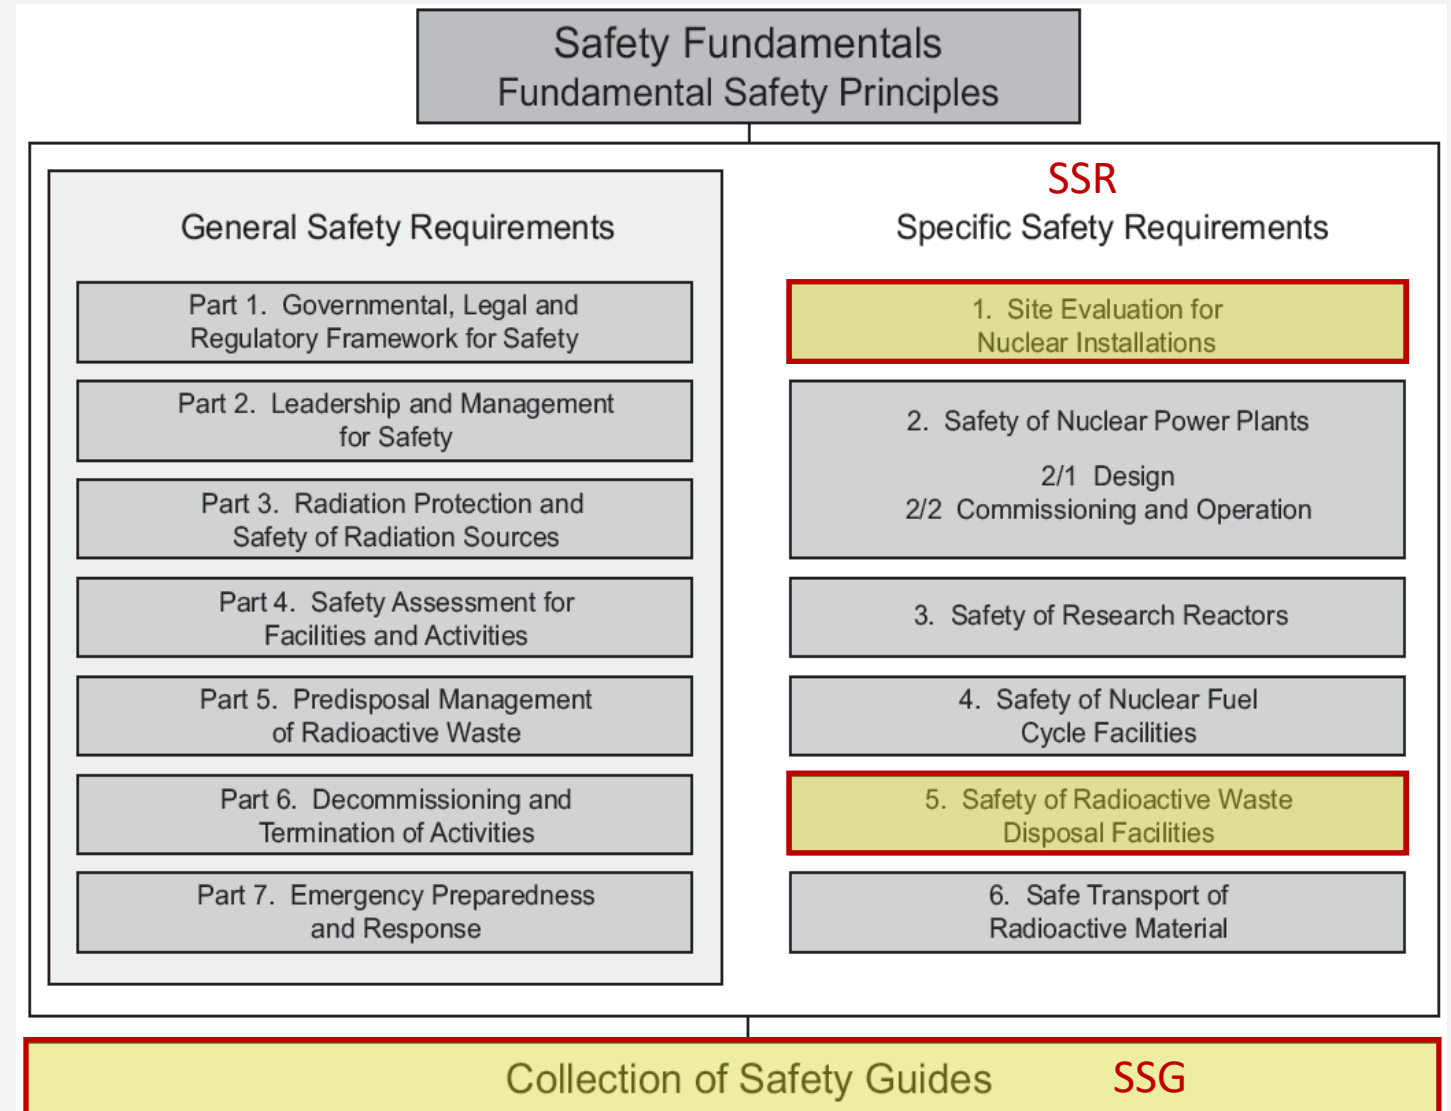 Safety Fundamentals
Fundamental Safety Principles
General Safety Requirements
Part 1. Governmental, Legal and
Regulatory Framework for Safety
Part 2. Leadership and Management
for Safety
Part 3. Radiation Protection and
Safety of Radiation Sources
Part 4. Safety Assessment for
Facilities and Activities
Part 5. Predisposal Management
of Radioactive Waste
Part 6. Decommissioning and
Termination of Activities
Part 7. Emergency Preparedness
and Response
SSR
Specific Safety Requirements
1. Site Evaluation for
Nuclear Installations
2. Safety of Nuclear Power Plants
2/1 Design
2/2 Commissioning and Operation
3. Safety of Research Reactors
4. Safety of Nuclear Fuel
Cycle Facilities
5. Safety of Radioactive Waste
Disposal Facilities
6. Safe Transport of
Radioactive Material
Collection of Safety Guides SSG